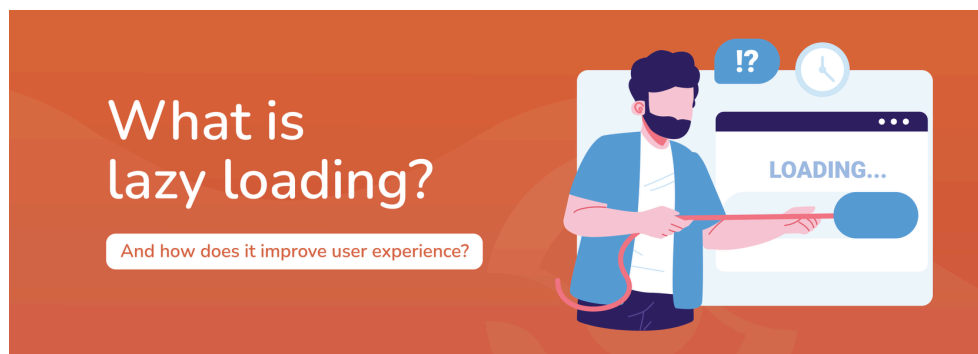 What is
lazy loading?
And how does it improve user experience?
!?
LOADING...